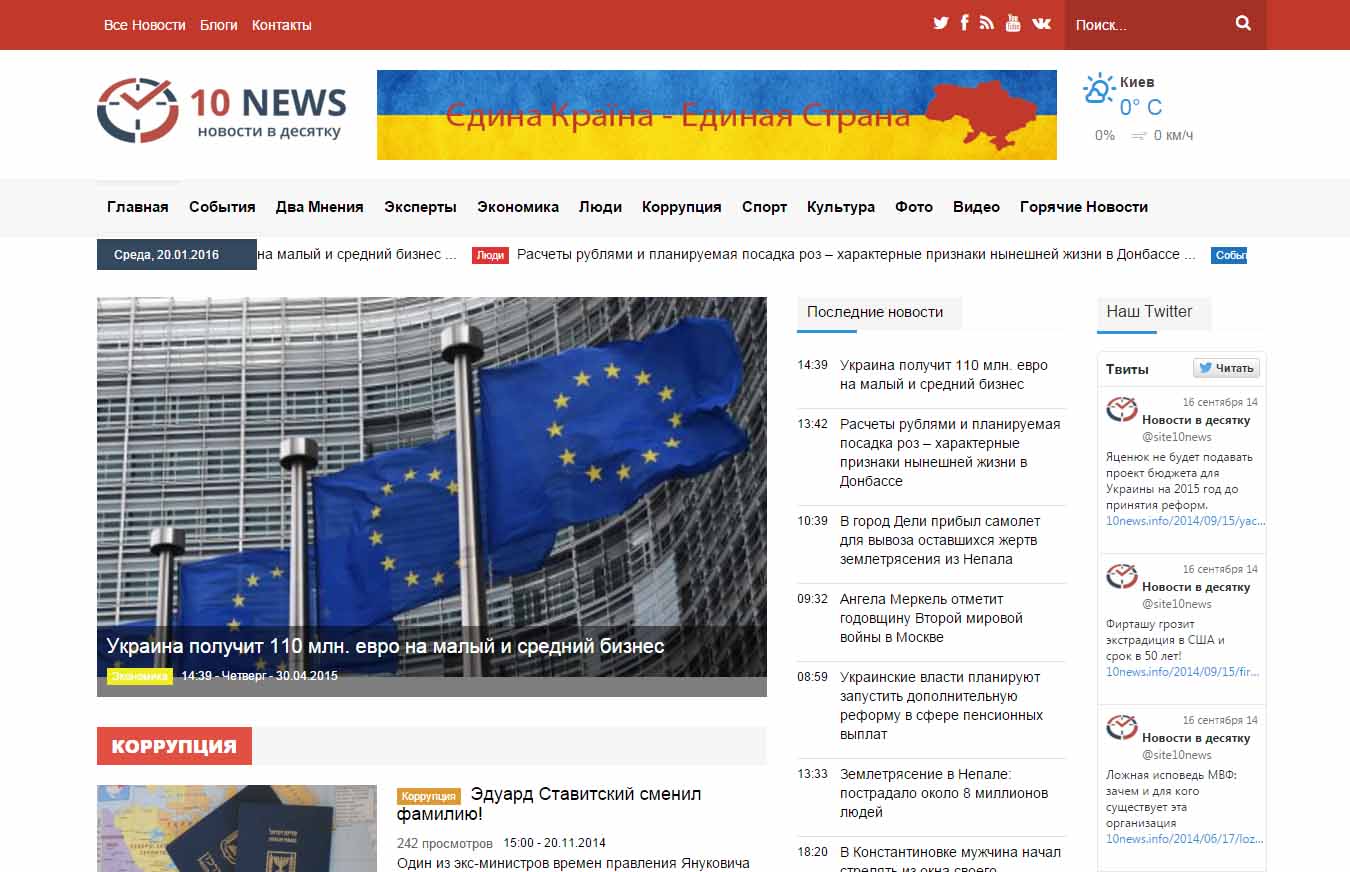 Все Новости Блоги Контакты
Поиск...
10 NEWS
новости в десятку
Єдина Країна - Единая Страна
Киев
0° C
0% 0 км/ч
Главная События Два Мнения Эксперты Экономика Люди Коррупция Спорт Культура Фото Видео Горячие Новости
Среда, 20.01.2016 на малый и средний бизнес ... Люди Расчеты рублями и планируемая посадка роз – характерные признаки нынешней жизни в Донбассе ... Событ
Украина получит 110 млн. евро на малый и средний бизнес
Экономика 14:39 - Четверг - 30.04.2015
КОРРУПЦИЯ
Коррупция Эдуард Ставитский сменил
фамилию!
242 просмотров 15:00 - 20.11.2014
Один из экс-министров времен правления Януковича
Последние новости
14:39 Украина получит 110 млн. евро
на малый и средний бизнес
13:42 Расчеты рублями и планируемая
посадка роз – характерные
признаки нынешней жизни в
Донбассе
10:39 В город Дели прибыл самолет
для вывоза оставшихся жертв
землетрясения из Непала
09:32 Ангела Меркель отметит
годовщину Второй мировой
войны в Москве
08:59 Украинские власти планируют
запустить дополнительную
реформу в сфере пенсионных
выплат
13:33 Землетрясение в Непале:
пострадало около 8 миллионов
людей
18:20 В Константиновке мужчина начал
стрелять из окна своего
Наш Twitter
Твиты Читать
16 сентября 14
Новости в десятку
@site10news
Яценюк не будет подавать
проект бюджета для
Украины на 2015 год до
принятия реформ.
10news.info/2014/09/15/yac...
16 сентября 14
Новости в десятку
@site10news
Фирташу грозит
экстрадиция в США и
срок в 50 лет!
10news.info/2014/09/15/fir...
16 сентября 14
Новости в десятку
@site10news
Ложная исповедь МВФ:
зачем и для кого
существует эта
организация
10news.info/2014/06/17/loz...